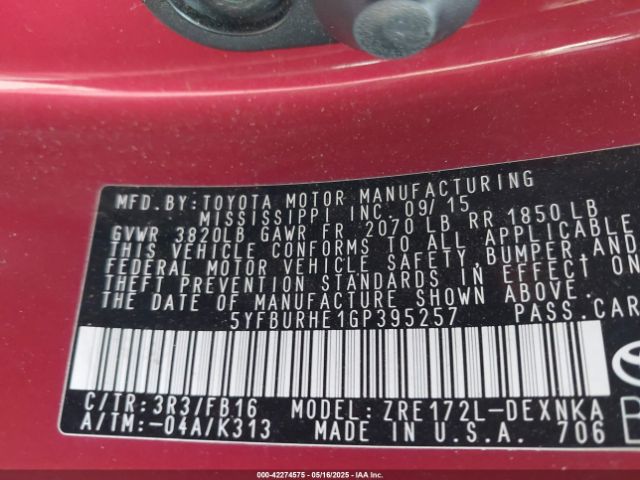 MFD.BY:TOYOTA MOTOR MANUFACTURING
MISSISSIPPI INC.09/15
GVWR 3820LB GAWR FR 2070 LB RR 1850 LB
THIS VEHICLE CONFORMS TO ALL APPLICABLE
FEDERAL MOTOR VEHICLE SAFETY, BUMPER,AND
THEFT PREVENTION STANDARDS IN EFFECT ON
THE DATE OF MANUFACTURE SHOWN ABOVE.
5YFBURHE1GP395257 PASS.CAR
C/TR:3R3/FB16 MODEL:ZRE172L-DEXNKA
A/TM:-04A/K313 MADE IN U.S.A. 706
000-42274575 | 05/16/2025 | IAAI.COM